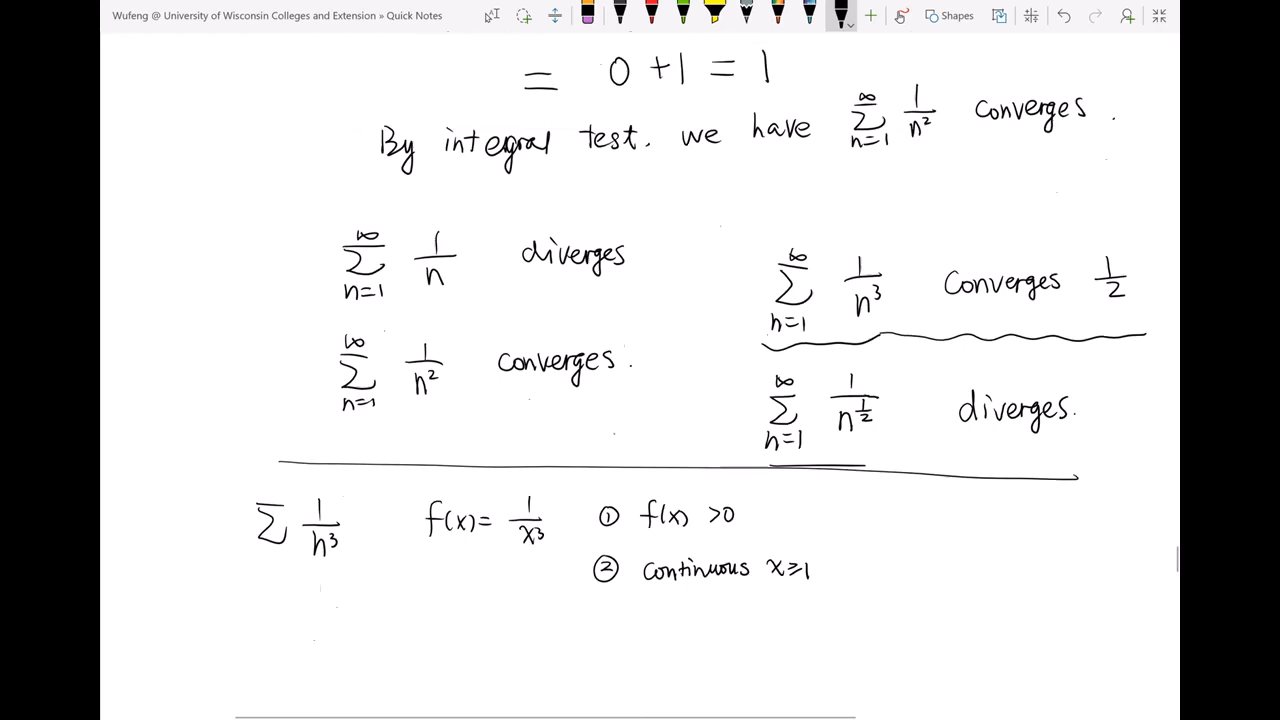 Wufeng @ University of Wisconsin Colleges and Extension » Quick Notes
Shapes
= 0 + 1 = 1
By integral test. we have ∞ Σ n=1 1/n² converges.
∞ Σ n=1 1/n diverges
∞ Σ n=1 1/n³ converges 1/2
∞ Σ n=1 1/n² converges.
∞ Σ n=1 1/n^(1/2) diverges.
Σ 1/n³ f(x) = 1/x³ ① f(x) >0
② continuous x≥1